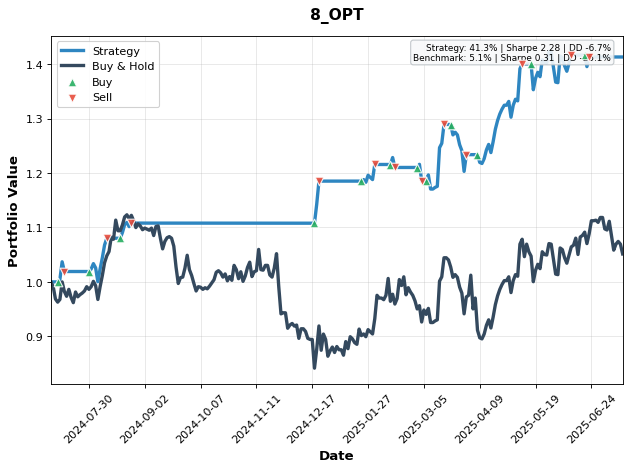 8_OPT
Strategy: 41.3% | Sharpe 2.28 | DD -6.7%
Benchmark: 5.1% | Sharpe 0.31 | DD
.1%
Strategy
Buy & Hold
Buy
Sell
Portfolio Value
1.4
1.3
1.2
1.1
1.0
0.9
2024-07-30
2024-09-02
2024-10-07
2024-11-11
2024-12-17
2025-01-27
2025-03-05
2025-04-09
2025-05-19
2025-06-24
Date